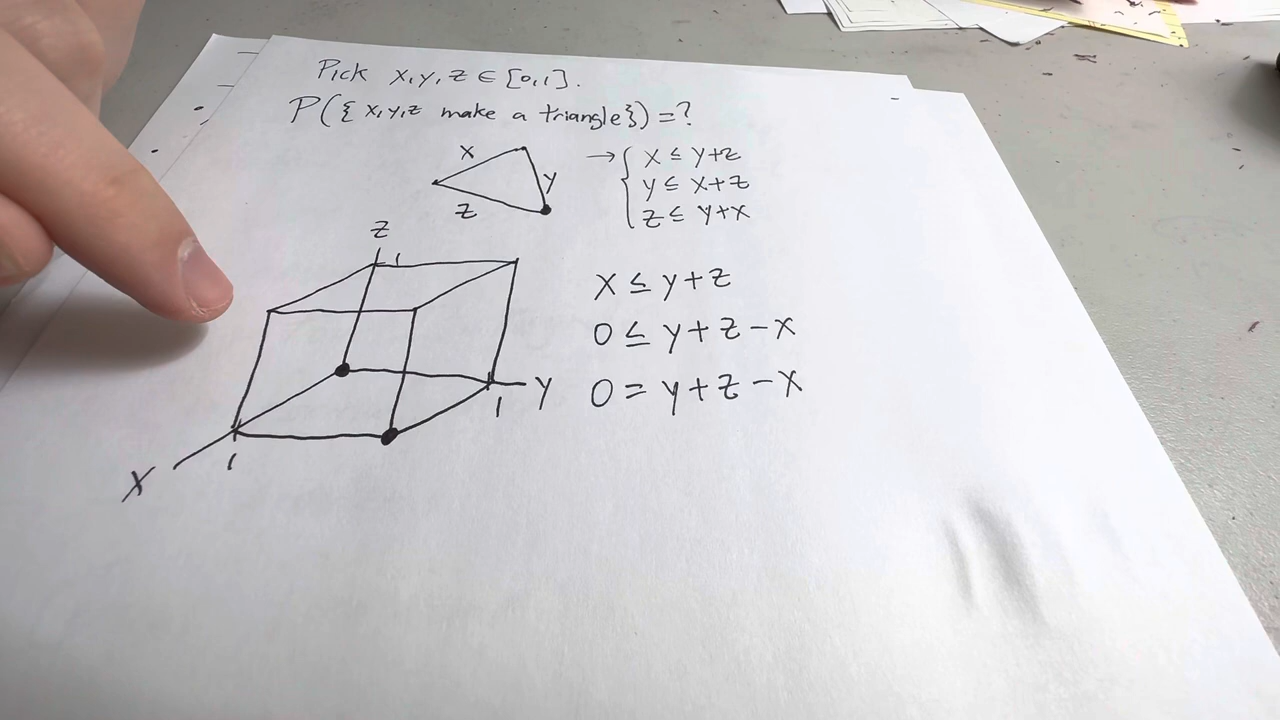 Pick x,y,z ∈ [0,1].
P({x,y,z make a triangle}) = ?
x
y
z
→ { x ≤ y+z
y ≤ x+z
z ≤ y+x
z
1
x ≤ y+z
0 ≤ y+z-x
0 = y+z-x
y
1
1
x